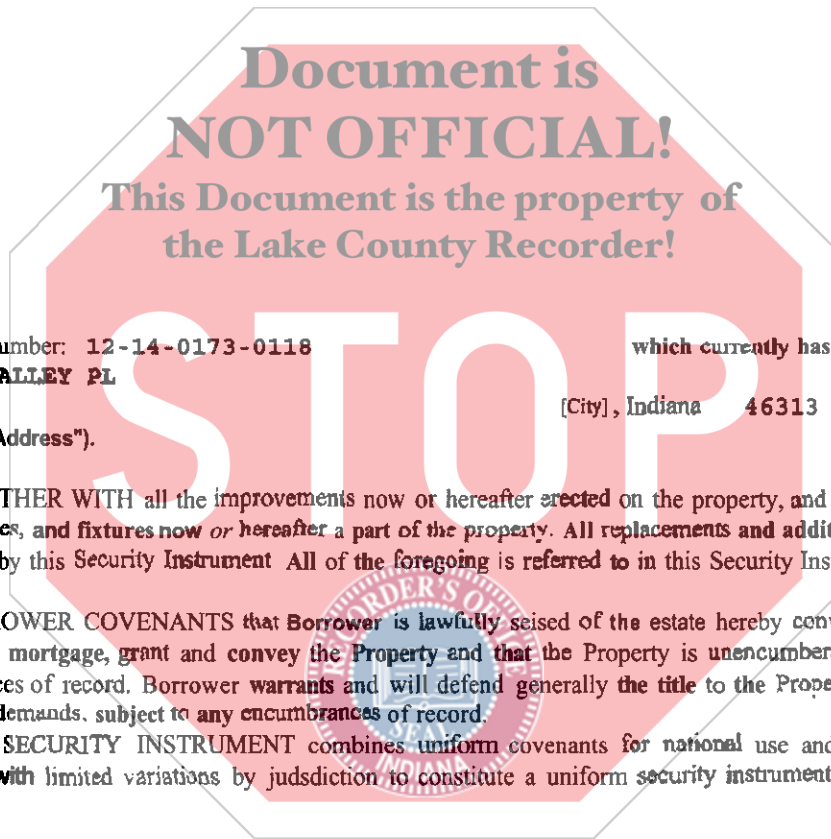 Document is
NOT OFFICIAL!
This Document is the property of
the Lake County Recorder!
STOP
umber: 12-14-0173-0118 which currently has
ALLEY PL
[City], Indiana 46313
Address").
THER WITH all the improvements now or hereafter erected on the property, and
es, and fixtures now or hereafter a part of the property. All replacements and addit
by this Security Instrument All of the foregoing is referred to in this Security Ins
OWER COVENANTS that Borrower is lawfully seised of the estate hereby conv
mortgage, grant and convey the Property and that the Property is unencumber
ces of record. Borrower warrants and will defend generally the title to the Prope
demands, subject to any encumbrances of record.
SECURITY INSTRUMENT combines uniform covenants for national use and
with limited variations by judsdiction to constitute a uniform security instrument
RECORDER'S OFFICE
SEAL
INDIANA